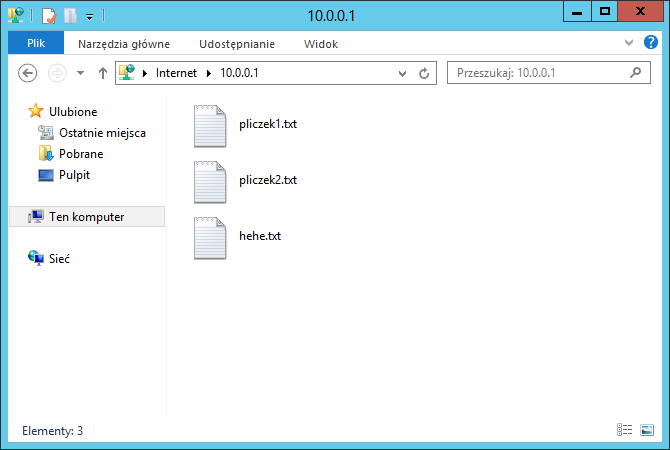 10.0.0.1
Plik Narzędzia główne Udostępnianie Widok
Internet 10.0.0.1 Przeszukaj: 10.0.0.1
Ulubione
Ostatnie miejsca
Pobrane
Pulpit
Ten komputer
Sieć
pliczek1.txt
pliczek2.txt
hehe.txt
Elementy: 3